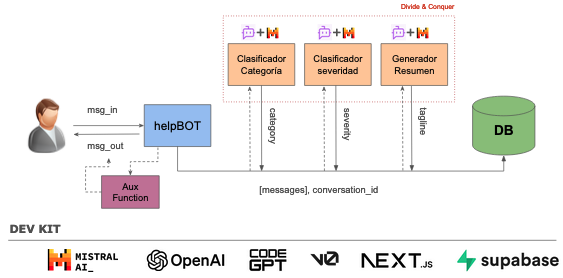 Divide & Conquer
+
+
+
Clasificador
Categoría
Clasificador
severidad
Generador
Resumen
msg_in
helpBOT
msg_out
category
severity
tagline
DB
Aux
Function
[messages], conversation_id
DEV KIT
MISTRAL
AI_
OpenAI
CODE
GPT
v0
NEXT.JS
supabase